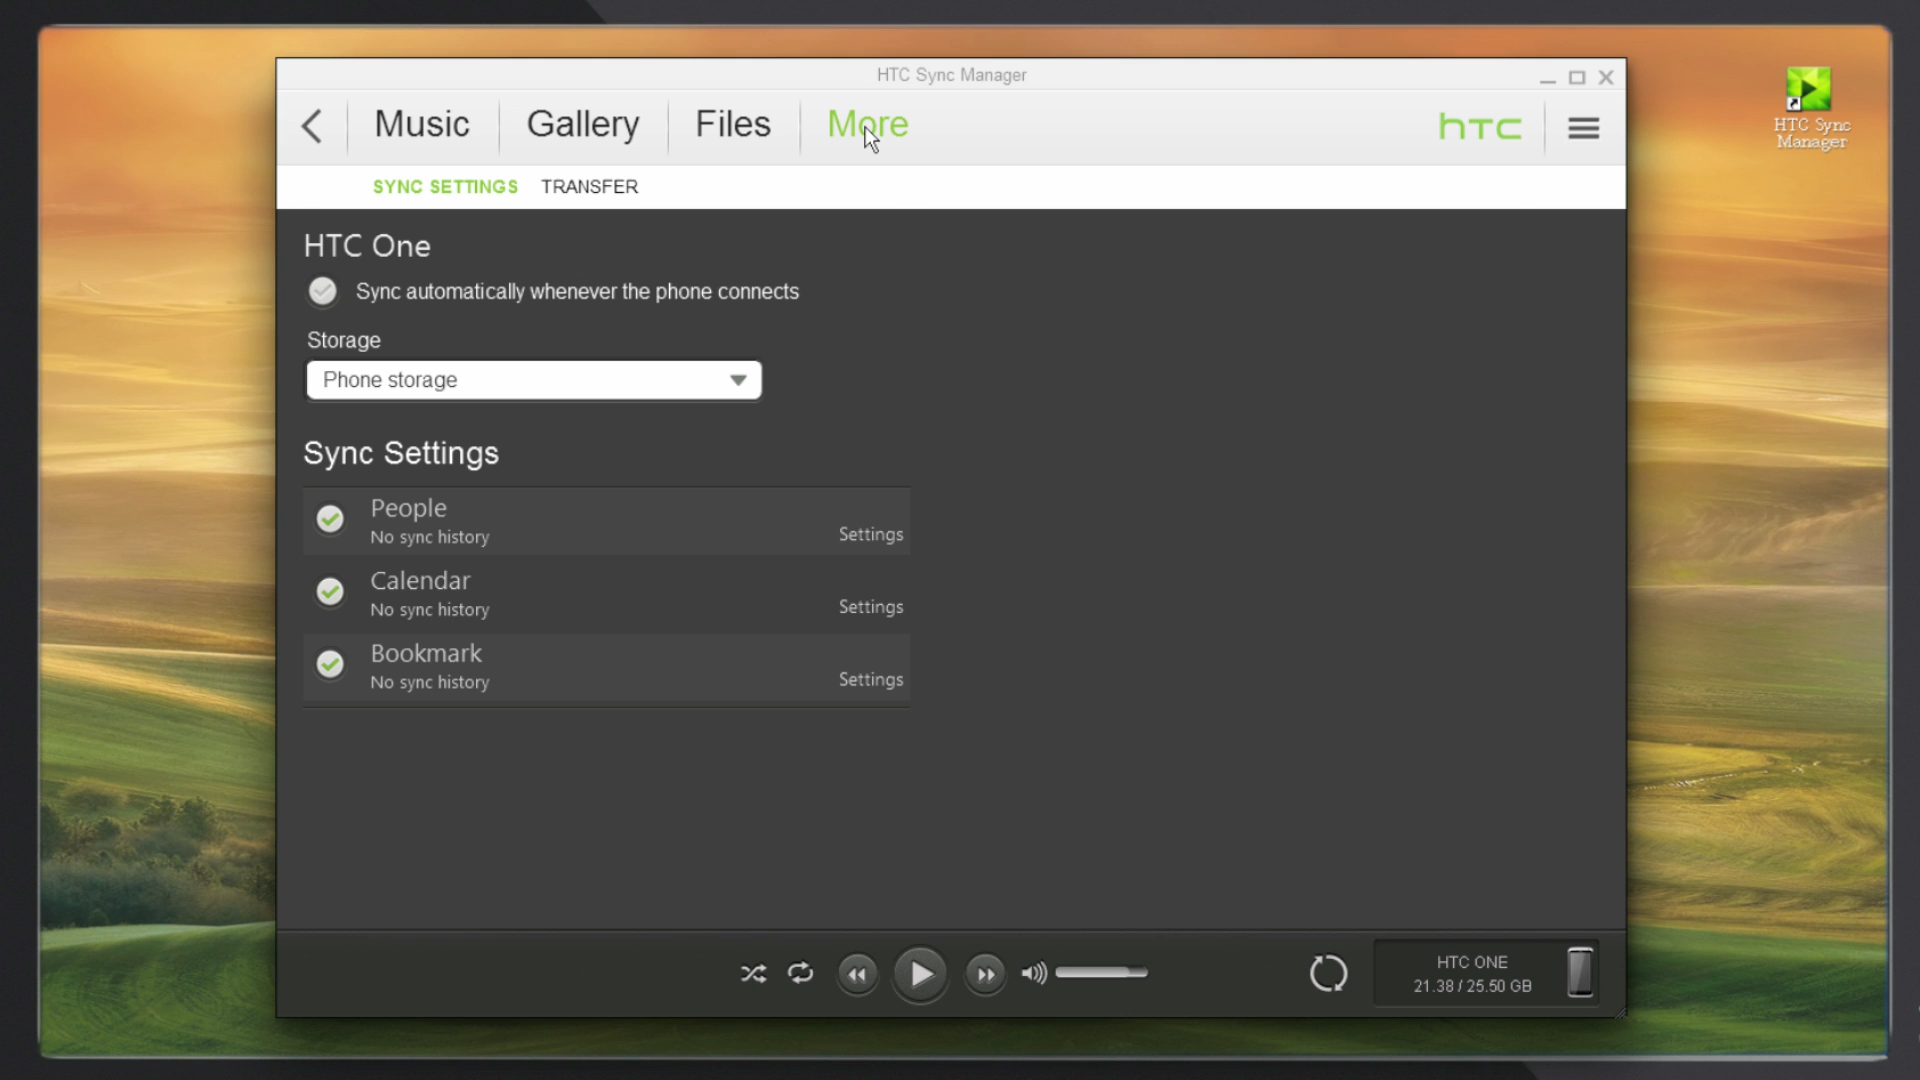 HTC Sync Manager
Music
Gallery
Files
More
htc
SYNC SETTINGS
TRANSFER
HTC One
Sync automatically whenever the phone connects
Storage
Phone storage
Sync Settings
People
No sync history
Settings
Calendar
No sync history
Settings
Bookmark
No sync history
Settings
HTC ONE
21.38 / 25.50 GB
HTC Sync
Manager